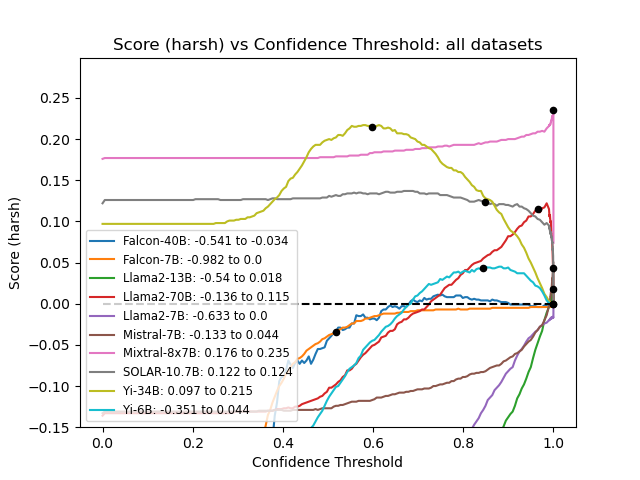 Score (harsh) vs Confidence Threshold: all datasets
Score (harsh)
0.25
0.20
0.15
0.10
0.05
0.00
−0.05
−0.10
−0.15
Falcon-40B: -0.541 to -0.034
Falcon-7B: -0.982 to 0.0
Llama2-13B: -0.54 to 0.018
Llama2-70B: -0.136 to 0.115
Llama2-7B: -0.633 to 0.0
Mistral-7B: -0.133 to 0.044
Mixtral-8x7B: 0.176 to 0.235
SOLAR-10.7B: 0.122 to 0.124
Yi-34B: 0.097 to 0.215
Yi-6B: -0.351 to 0.044
0.0 0.2 0.4 0.6 0.8 1.0
Confidence Threshold